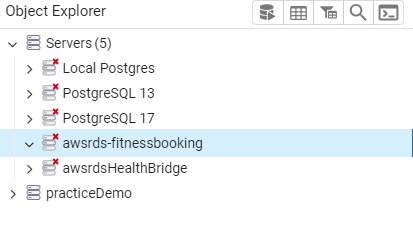 Object Explorer
Servers (5)
Local Postgres
PostgreSQL 13
PostgreSQL 17
awsrds-fitnessbooking
awsrdsHealthBridge
practiceDemo